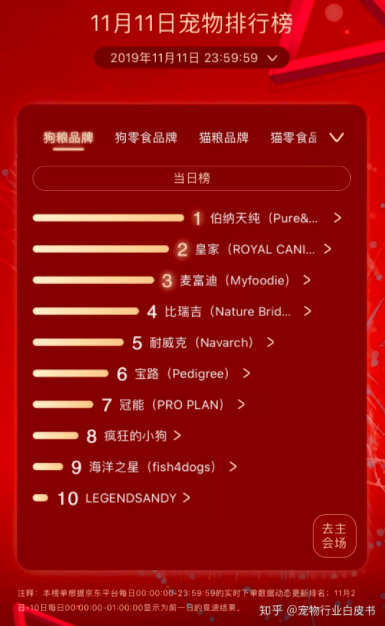 11月11日宠物排行榜
2019年11月11日 23:59:59
狗粮品牌 狗零食品牌 猫粮品牌 猫零食品
当日榜
1 伯纳天纯（Pure&...
2 皇家（ROYAL CANI...
3 麦富迪（Myfoodie）
4 比瑞吉（Nature Brid...
5 耐威克（Navarch）
6 宝路（Pedigree）
7 冠能（PRO PLAN）
8 疯狂的小狗
9 海洋之星（fish4dogs）
10 LEGENDSANDY
去主
会场
注释：本榜单根据京东平台每日00:00:00-23:59:59的实时下单数据动态更新排名；11月2
日-10日每日00:00:00-01:00:00显示为前一日的竞速结果。
知乎 @宠物行业白皮书